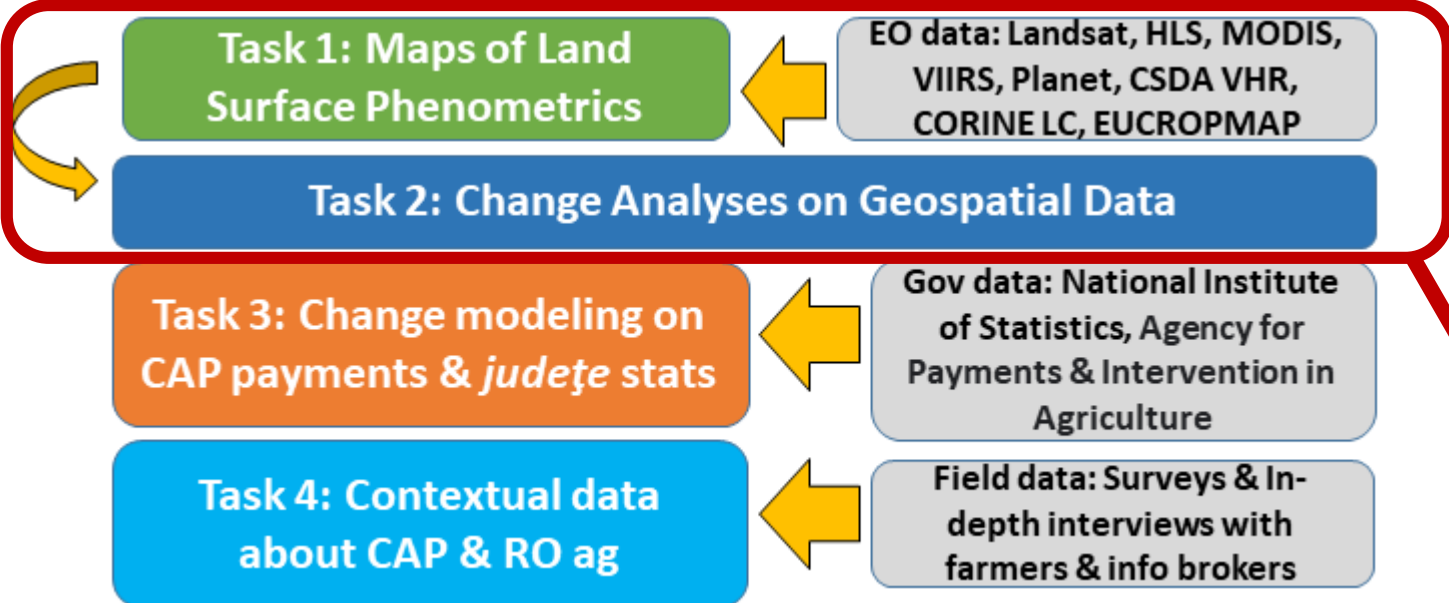 Task 1: Maps of Land
Surface Phenometrics
EO data: Landsat, HLS, MODIS,
VIIRS, Planet, CSDA VHR,
CORINE LC, EUCROPMAP
Task 2: Change Analyses on Geospatial Data
Task 3: Change modeling on
CAP payments & judeţe stats
Gov data: National Institute
of Statistics, Agency for
Payments & Intervention in
Agriculture
Task 4: Contextual data
about CAP & RO ag
Field data: Surveys & In-
depth interviews with
farmers & info brokers